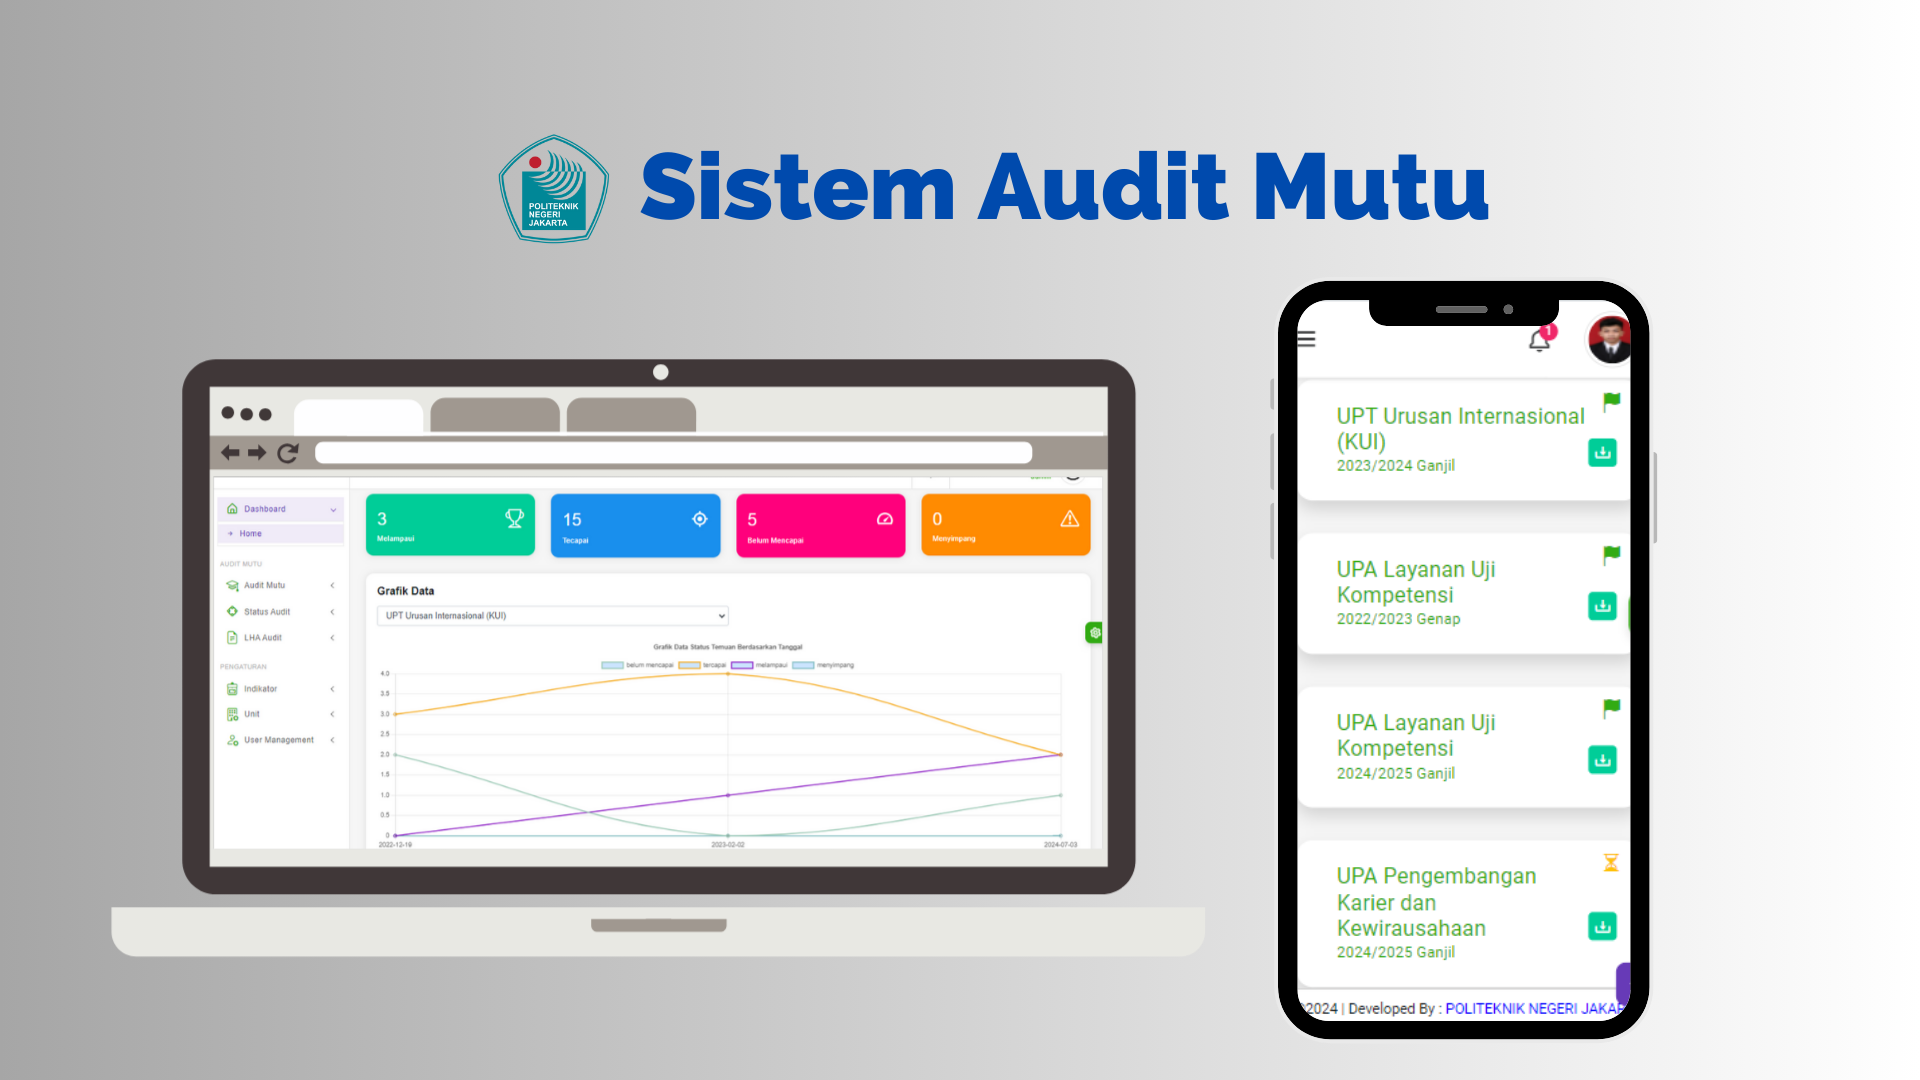 POLITEKNIK
NEGERI
JAKARTA
Sistem Audit Mutu
Dashboard
Home
AUDIT MUTU
Audit Mutu
Status Audit
LHA Audit
PENGATURAN
Indikator
Unit
User Management
3
Melampaui
15
Tecapai
5
Belum Mencapai
0
Menyimpang
Grafik Data
UPT Urusan Internasional (KUI)
Grafik Data Status Temuan Berdasarkan Tanggal
belum mencapai tercapai melampaui menyimpang
4.0
3.5
3.0
2.5
2.0
1.5
1.0
0.5
0
2022-12-19 2023-02-02 2024-07-03
1
UPT Urusan Internasional
(KUI)
2023/2024 Ganjil
UPA Layanan Uji
Kompetensi
2022/2023 Genap
UPA Layanan Uji
Kompetensi
2024/2025 Ganjil
UPA Pengembangan
Karier dan
Kewirausahaan
2024/2025 Ganjil
©2024 | Developed By : POLITEKNIK NEGERI JAKAR